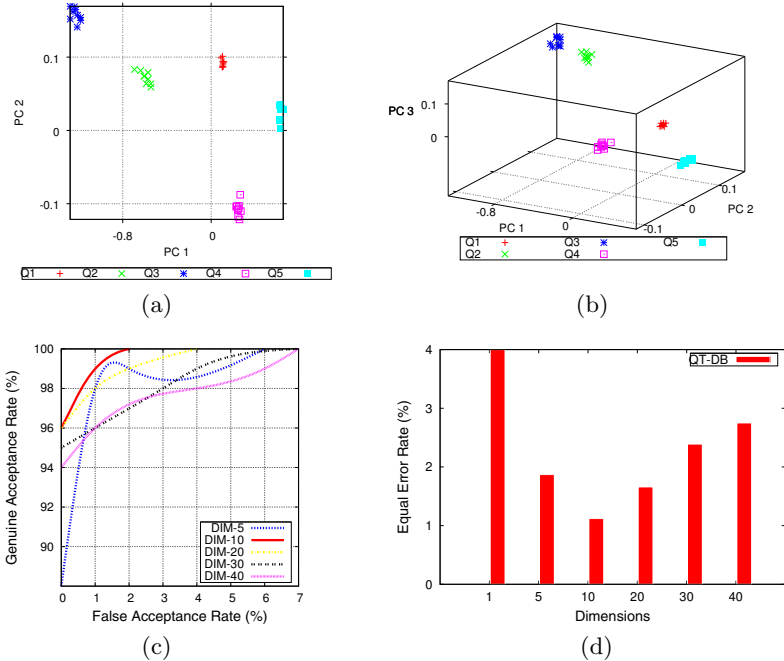 0.1
0
-0.1
PC 2
-0.8
0
PC 1
Q1 Q2 Q3 Q4 Q5
(a)
0.1
0
PC 3
-0.8
0
PC 1
-0.1
0
0.1
PC 2
Q1 Q3 Q5
Q2 Q4
(b)
100
98
96
94
92
90
Genuine Acceptance Rate (%)
DIM-5
DIM-10
DIM-20
DIM-30
DIM-40
0 1 2 3 4 5 6 7
False Acceptance Rate (%)
(c)
4
3
2
1
0
Equal Error Rate (%)
QT-DB
1 5 10 20 30 40
Dimensions
(d)